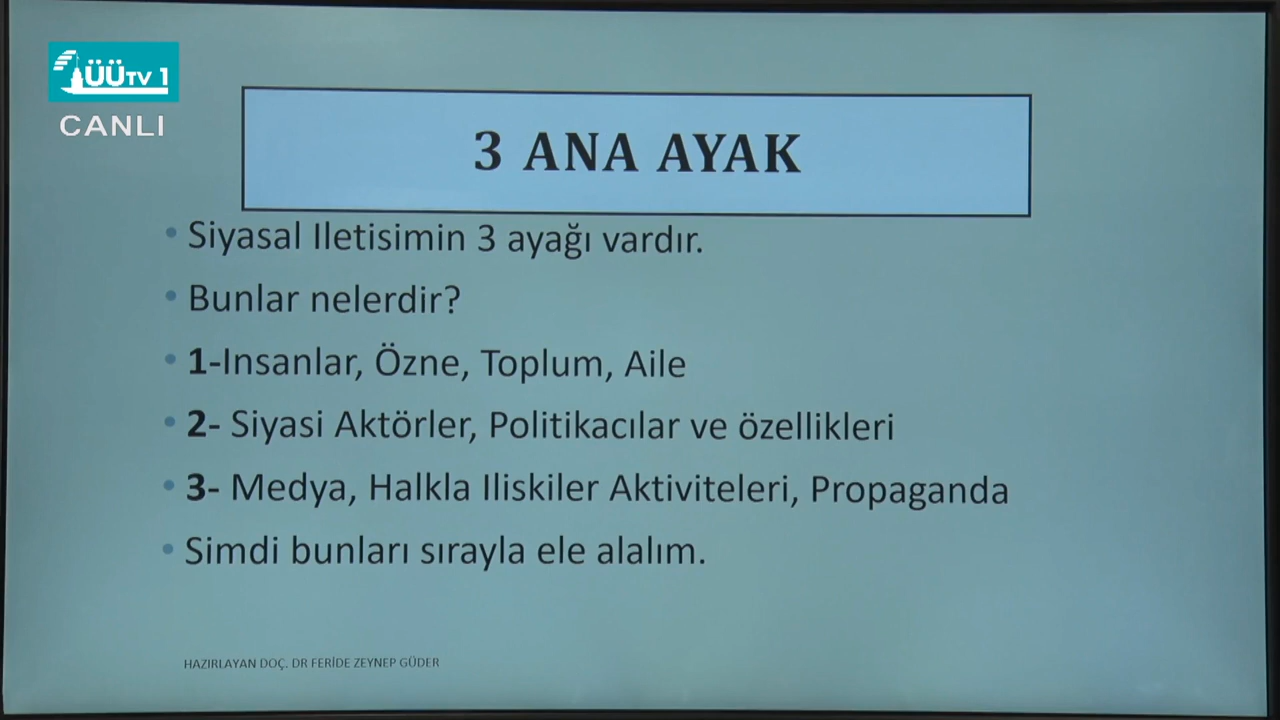 ÜÜTV 1
CANLI
3 ANA AYAK
• Siyasal Iletisimin 3 ayağı vardır.
• Bunlar nelerdir?
• 1-Insanlar, Özne, Toplum, Aile
• 2- Siyasi Aktörler, Politikacılar ve özellikleri
• 3- Medya, Halkla Iliskiler Aktiviteleri, Propaganda
• Simdi bunları sırayla ele alalım.
HAZIRLAYAN DOÇ. DR FERİDE ZEYNEP GÜDER